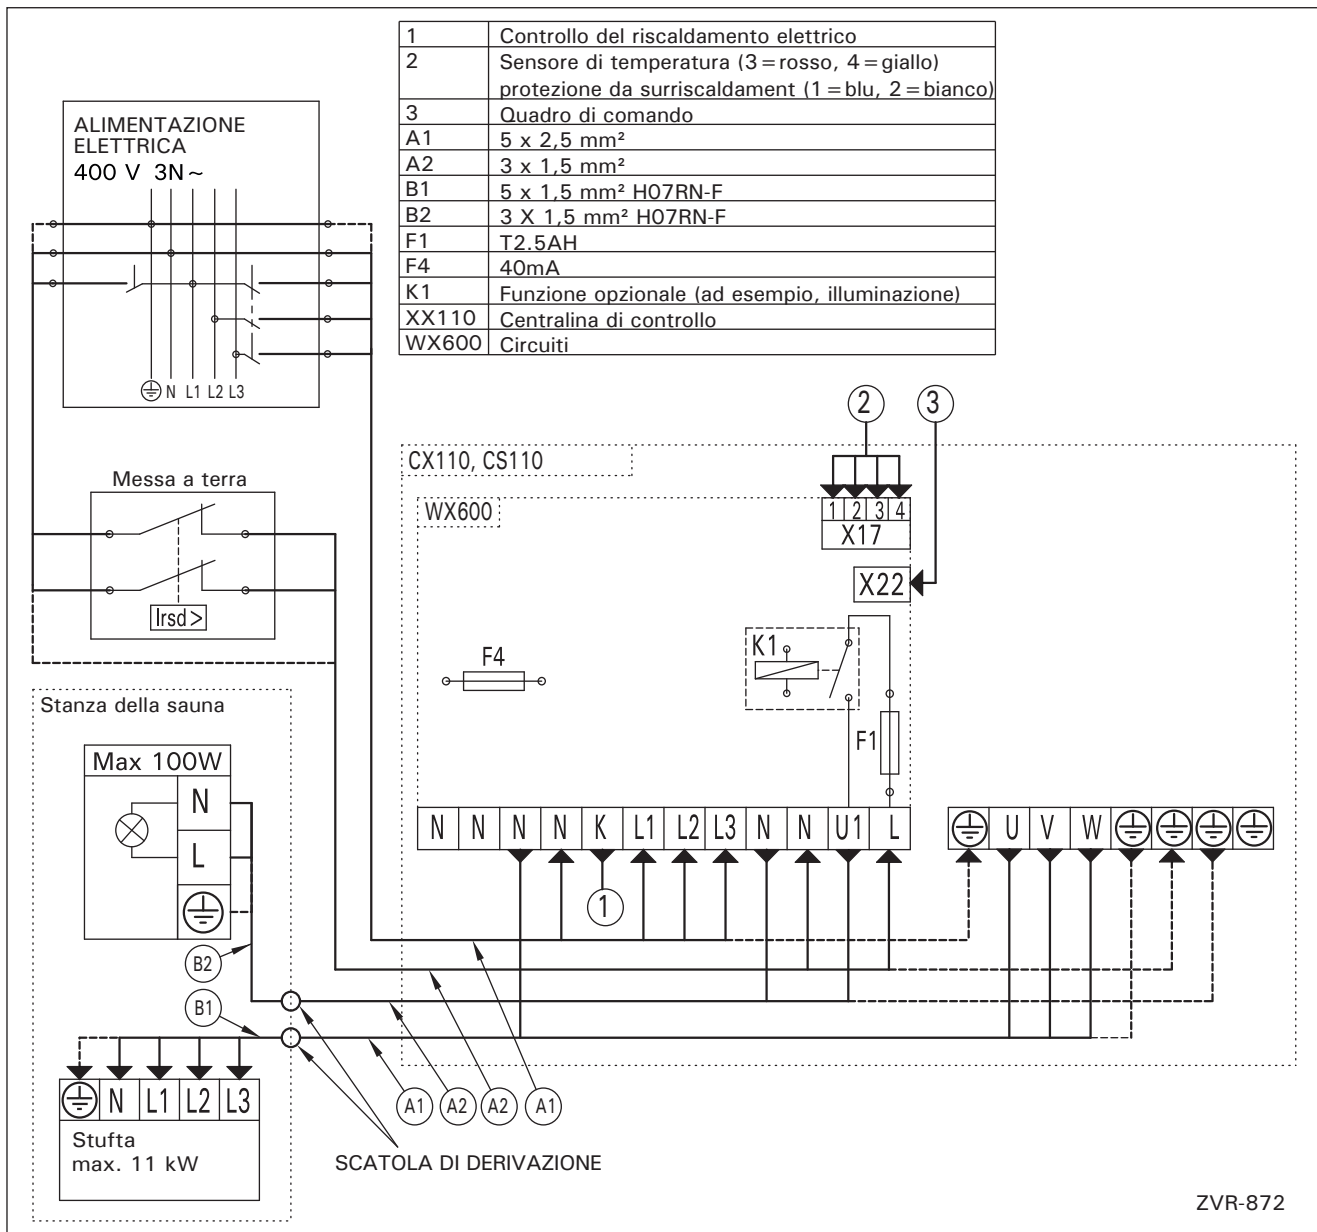 1 Controllo del riscaldamento elettrico
2 Sensore di temperatura (3=rosso, 4=giallo)
protezione da surriscaldament (1=blu, 2=bianco)
3 Quadro di comando
A1 5 x 2,5 mm²
A2 3 x 1,5 mm²
B1 5 x 1,5 mm² H07RN-F
B2 3 X 1,5 mm² H07RN-F
F1 T2.5AH
F4 40mA
K1 Funzione opzionale (ad esempio, illuminazione)
XX110 Centralina di controllo
WX600 Circuiti
ALIMENTAZIONE
ELETTRICA
400 V 3N~
N L1 L2 L3
Messa a terra
Irsd>
2 3
CX110, CS110
WX600
1 2 3 4
X17
X22
K1
F4
F1
Stanza della sauna
Max 100W
N
L
N N N N K L1 L2 L3 N N U1 L
U V W
1
B2
B1
N L1 L2 L3
Stufta
max. 11 kW
A1 A2 A2 A1
SCATOLA DI DERIVAZIONE
ZVR-872